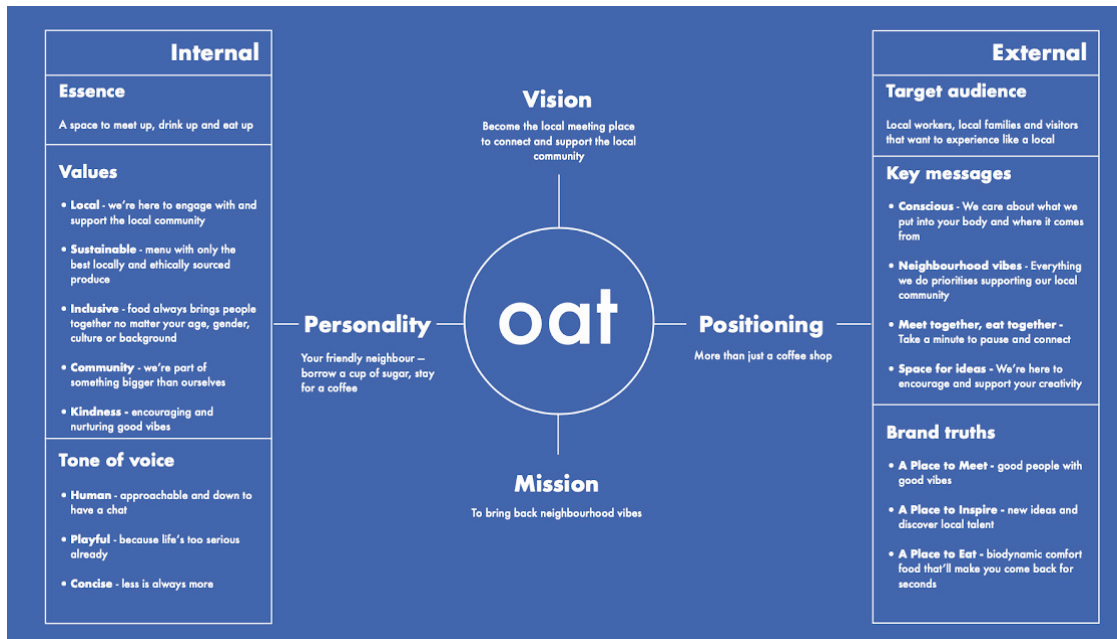 Internal
Essence
A space to meet up, drink up and eat up
Values
• Local - we're here to engage with and
support the local community
• Sustainable - menu with only the
best locally and ethically sourced
produce
• Inclusive - food always brings people
together no matter your age, gender,
culture or background
• Community - we're part of
something bigger than ourselves
• Kindness - encouraging and
nurturing good vibes
Tone of voice
• Human - approachable and down to
have a chat
• Playful - because life's too serious
already
• Concise - less is always more
Personality
Your friendly neighbour –
borrow a cup of sugar, stay
for a coffee
Vision
Become the local meeting place
to connect and support the local
community
oat
Mission
To bring back neighbourhood vibes
Positioning
More than just a coffee shop
External
Target audience
Local workers, local families and visitors
that want to experience like a local
Key messages
• Conscious - We care about what we
put into your body and where it comes
from
• Neighbourhood vibes - Everything
we do prioritises supporting our local
community
• Meet together, eat together -
Take a minute to pause and connect
• Space for ideas - We're here to
encourage and support your creativity
Brand truths
• A Place to Meet - good people with
good vibes
• A Place to Inspire - new ideas and
discover local talent
• A Place to Eat - biodynamic comfort
food that'll make you come back for
seconds